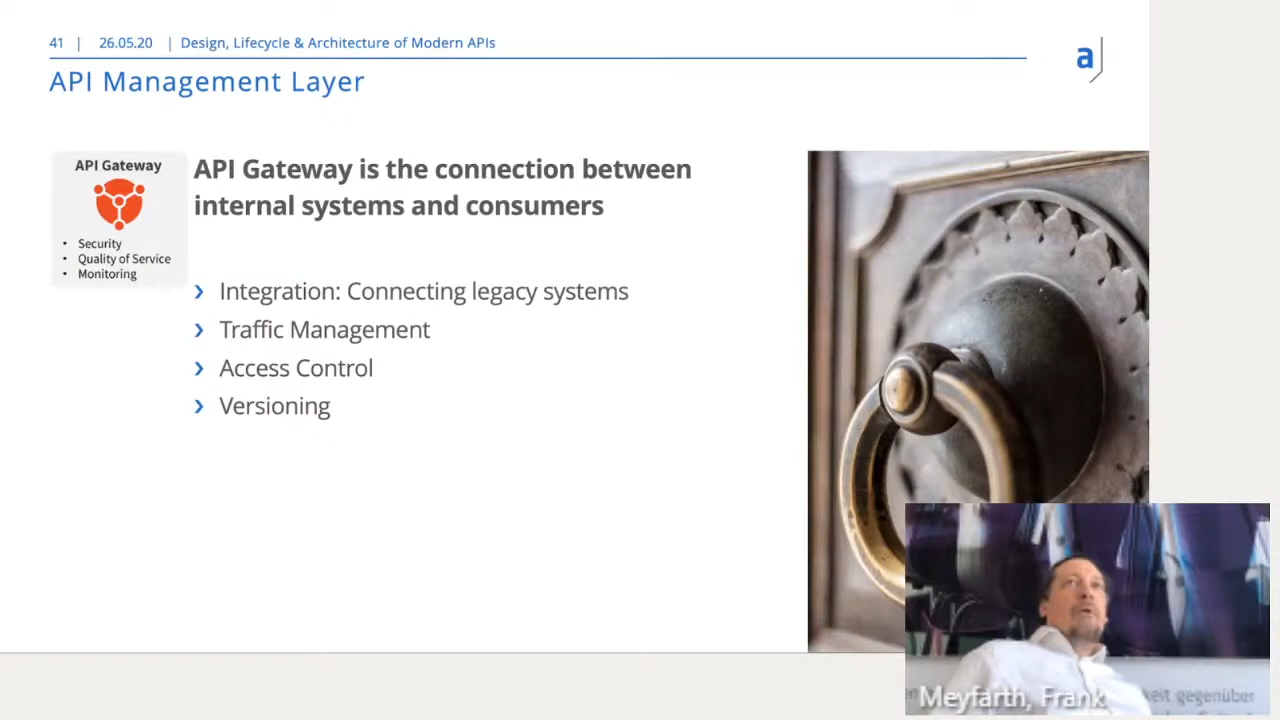 41 | 26.05.20 | Design, Lifecycle & Architecture of Modern APIs
a
API Management Layer
API Gateway
• Security
• Quality of Service
• Monitoring
API Gateway is the connection between
internal systems and consumers
› Integration: Connecting legacy systems
› Traffic Management
› Access Control
› Versioning
Meyfarth, Frank
gegenüber